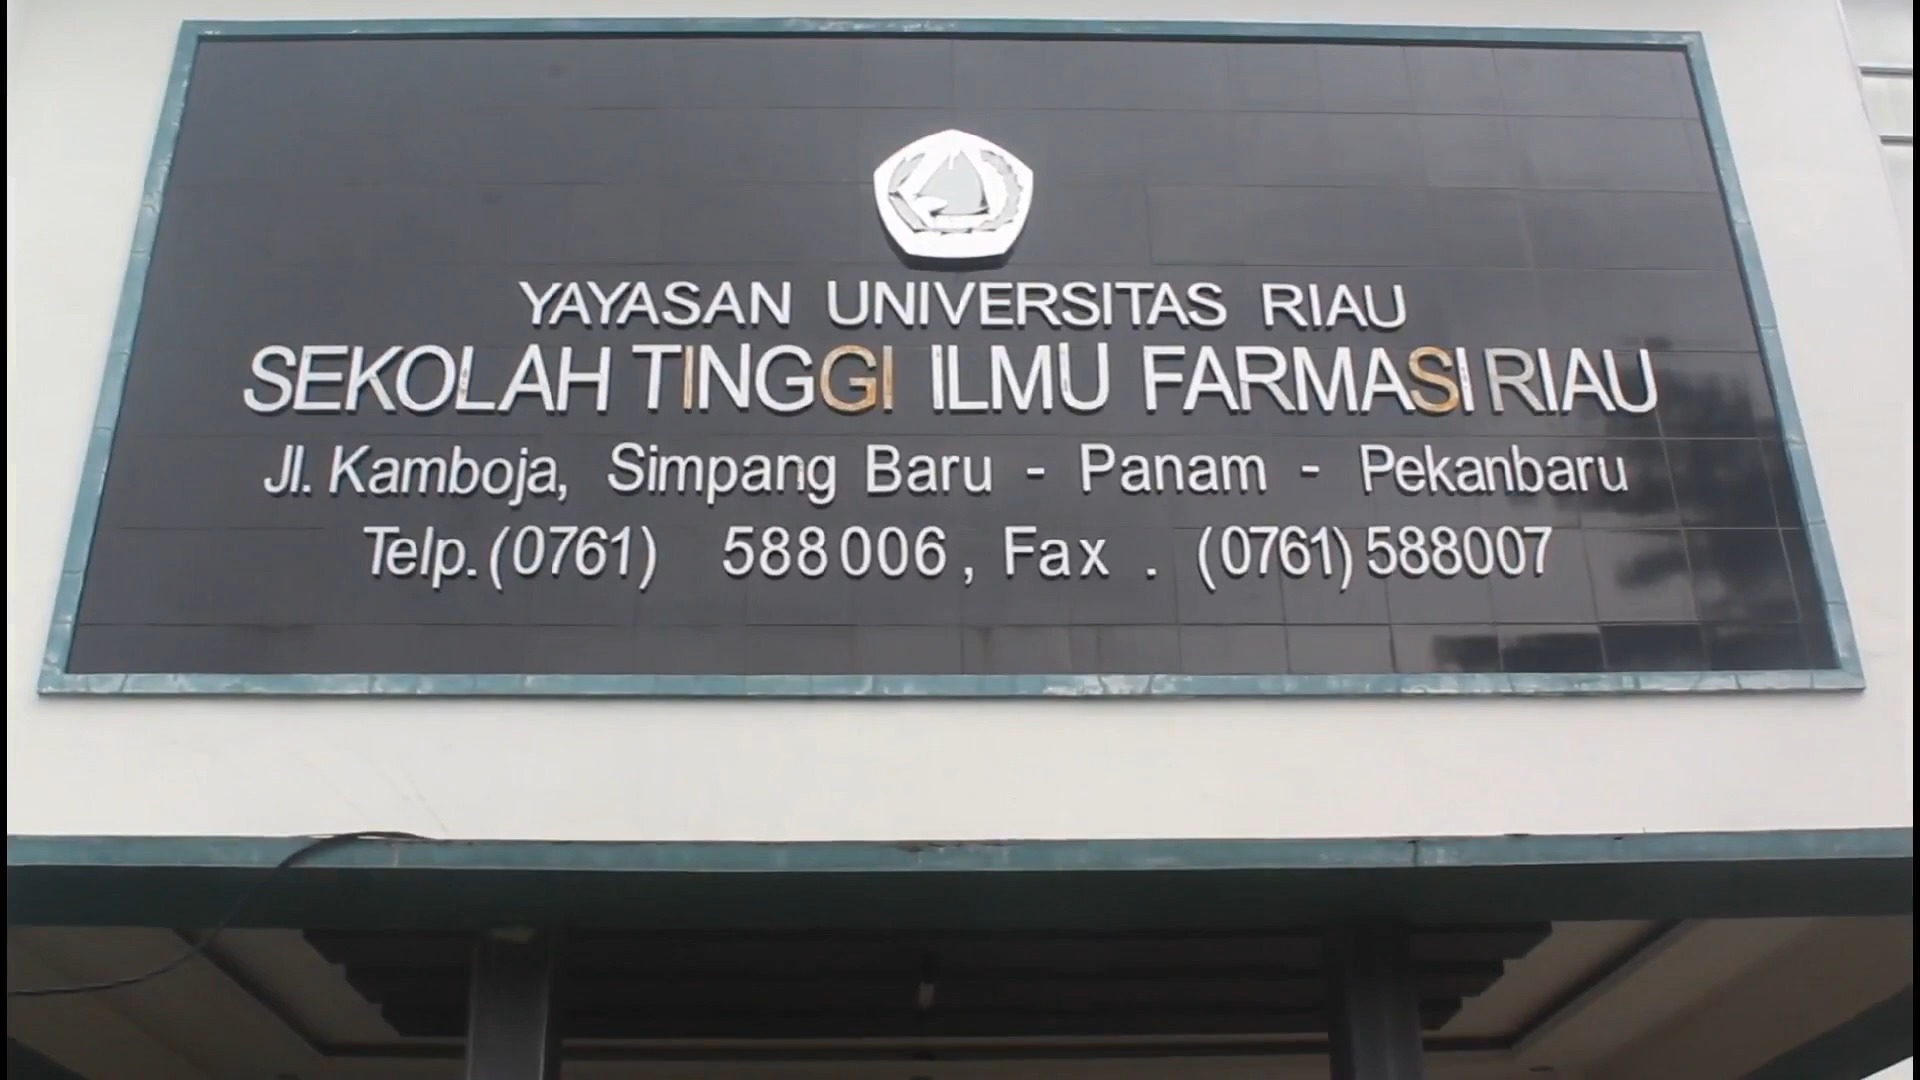 YAYASAN UNIVERSITAS RIAU
SEKOLAH TINGGI ILMU FARMASI RIAU
Jl. Kamboja, Simpang Baru - Panam - Pekanbaru
Telp. (0761) 588006, Fax . (0761) 588007